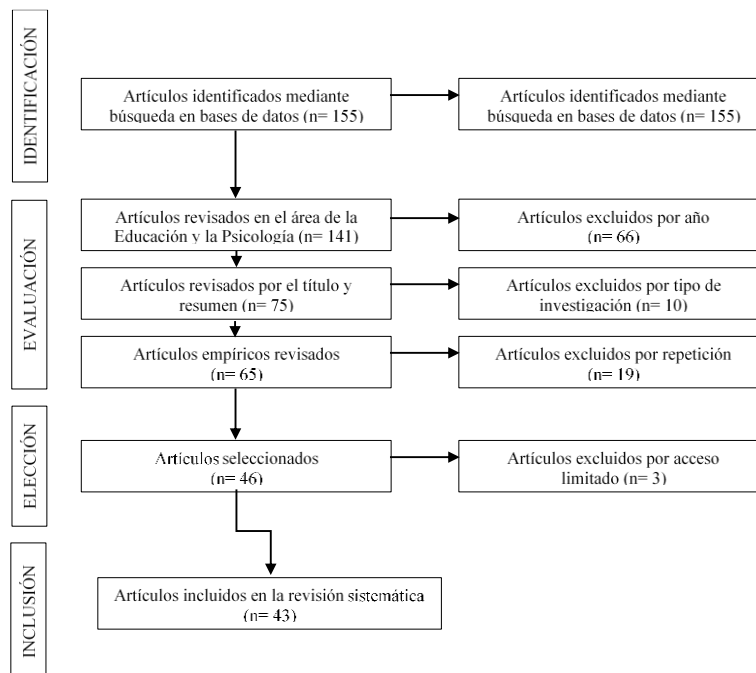 IDENTIFICACIÓN
Artículos identificados mediante
búsqueda en bases de datos (n= 155)
Artículos identificados mediante
búsqueda en bases de datos (n= 155)
EVALUACIÓN
Artículos revisados en el área de la
Educación y la Psicología (n= 141)
Artículos excluidos por año
(n= 66)
Artículos revisados por el título y
resumen (n= 75)
Artículos excluidos por tipo de
investigación (n= 10)
Artículos empíricos revisados
(n= 65)
Artículos excluidos por repetición
(n= 19)
ELECCIÓN
Artículos seleccionados
(n= 46)
Artículos excluidos por acceso
limitado (n= 3)
INCLUSIÓN
Artículos incluidos en la revisión sistemática
(n= 43)